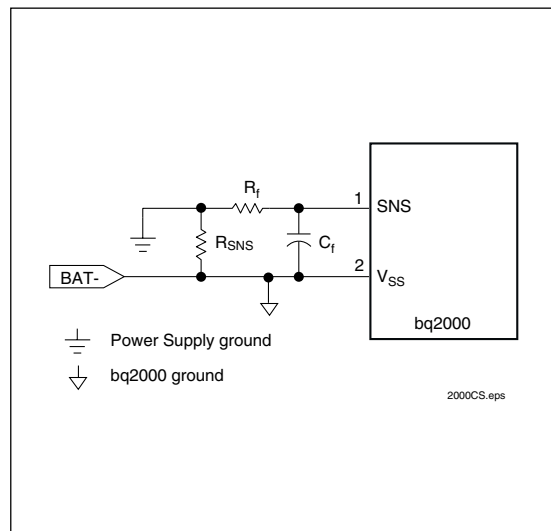 R_f
1
SNS
R_SNS
C_f
BAT-
2
V_SS
bq2000
Power Supply ground
bq2000 ground
2000CS.eps